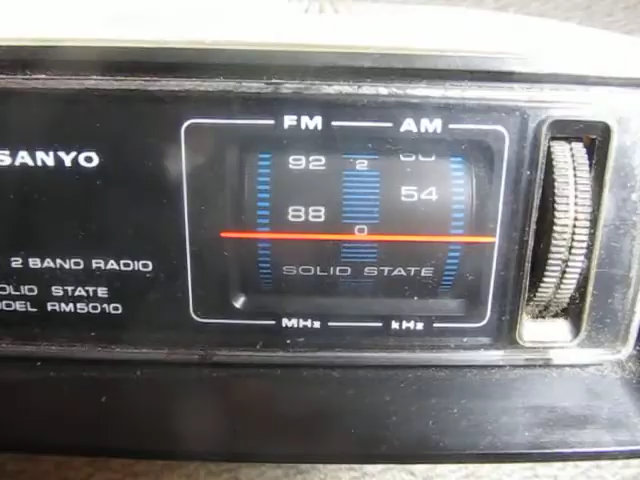 FM AM
SANYO
92 2 60
54
88
0
2 BAND RADIO
SOLID STATE
SOLID STATE
MODEL RM5010
MHz kHz